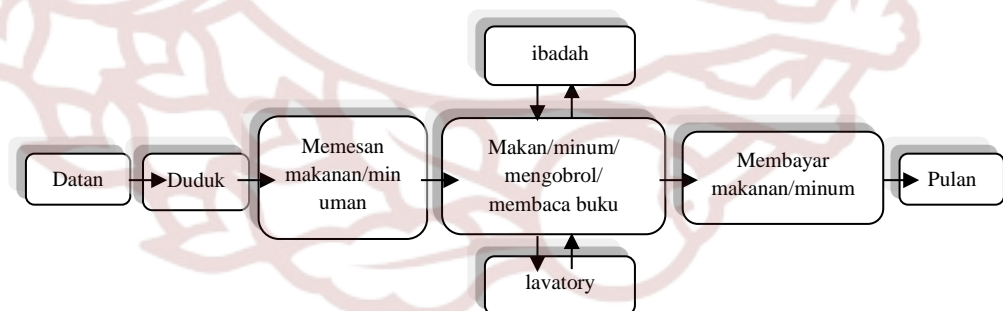 ibadah
Datan
Duduk
Memesan
makanan/min
uman
Makan/minum/
mengobrol/
membaca buku
Membayar
makanan/minum
Pulan
lavatory